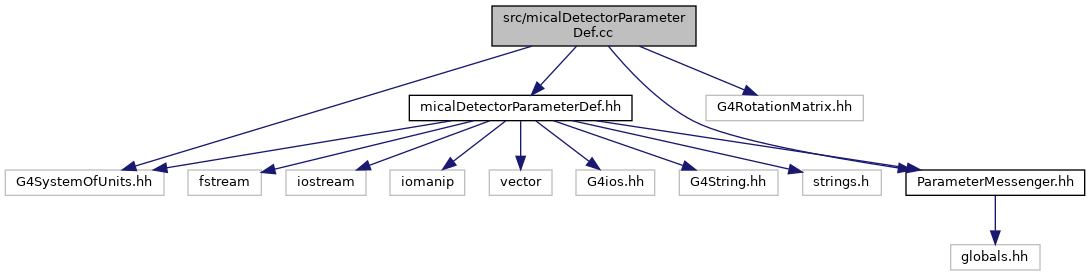 src/micalDetectorParameter
Def.cc
micalDetectorParameterDef.hh
G4RotationMatrix.hh
G4SystemOfUnits.hh
fstream
iostream
iomanip
vector
G4ios.hh
G4String.hh
strings.h
ParameterMessenger.hh
globals.hh